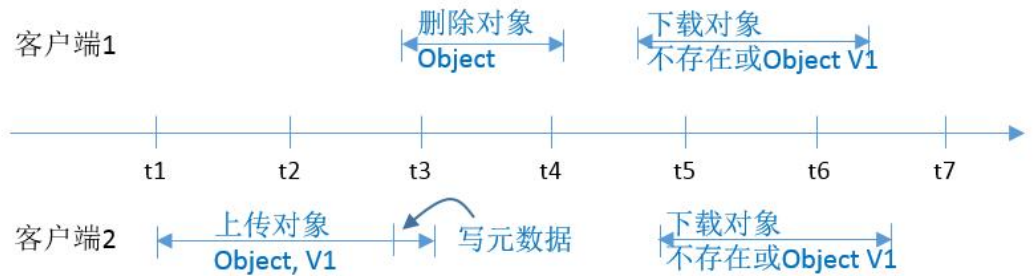 客户端1
删除对象
Object
下载对象
不存在或Object V1
t1 t2 t3 t4 t5 t6 t7
客户端2
上传对象
Object, V1
写元数据
下载对象
不存在或Object V1